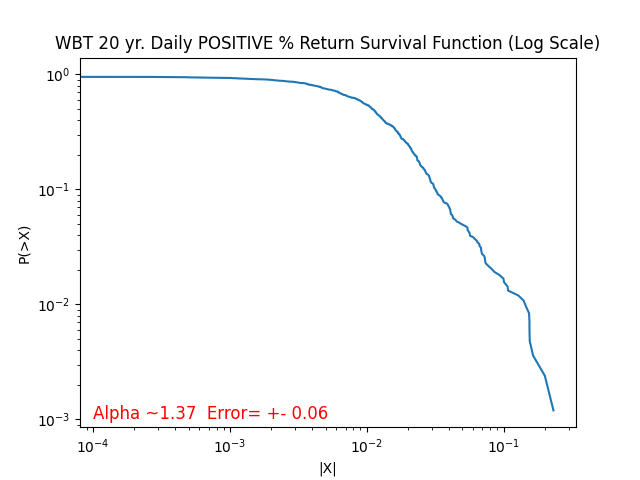 WBT 20 yr. Daily POSITIVE % Return Survival Function (Log Scale)
P(>X)
10⁰
10⁻¹
10⁻²
10⁻³
Alpha ~1.37 Error= +- 0.06
10⁻⁴ 10⁻³ 10⁻² 10⁻¹
|X|